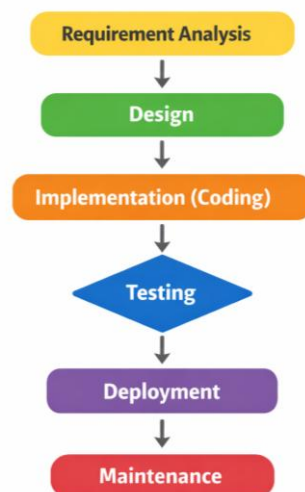 Requirement Analysis
Design
Implementation (Coding)
Testing
Deployment
Maintenance